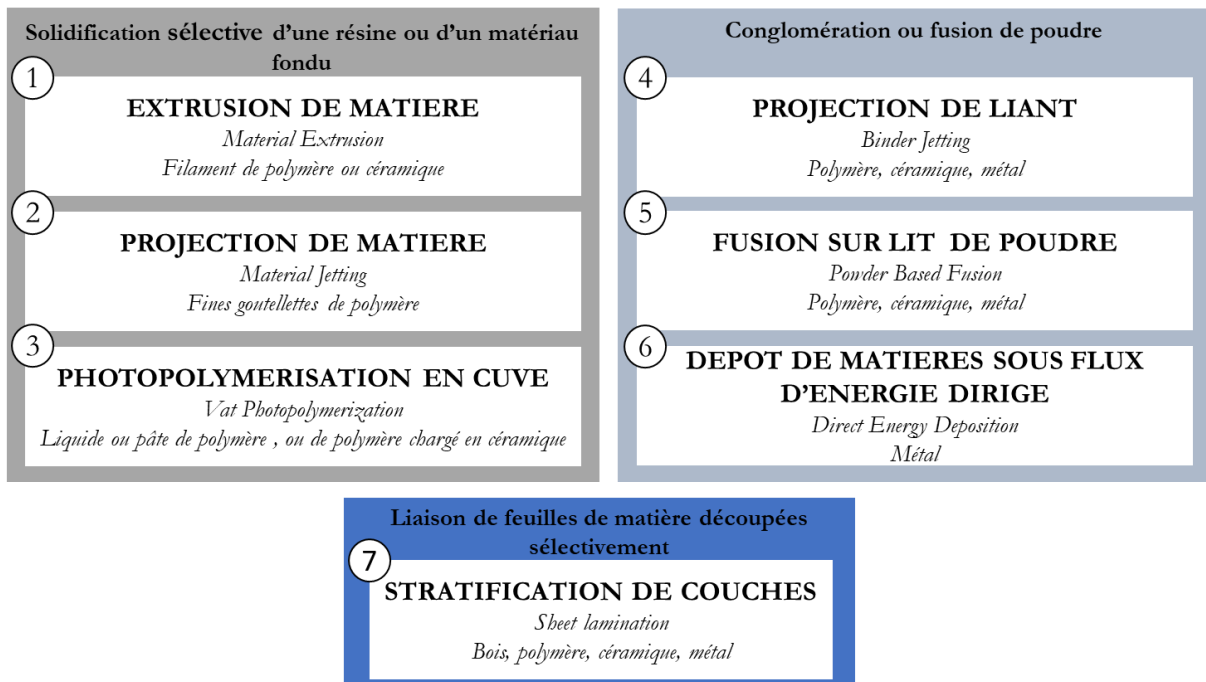 Solidification sélective d'une résine ou d'un matériau
fondu
1
EXTRUSION DE MATIERE
Material Extrusion
Filament de polymère ou céramique
2
PROJECTION DE MATIERE
Material Jetting
Fines goutellettes de polymère
3
PHOTOPOLYMERISATION EN CUVE
Vat Photopolymerization
Liquide ou pâte de polymère , ou de polymère chargé en céramique
Conglomération ou fusion de poudre
4
PROJECTION DE LIANT
Binder Jetting
Polymère, céramique, métal
5
FUSION SUR LIT DE POUDRE
Powder Based Fusion
Polymère, céramique, métal
6
DEPOT DE MATIERES SOUS FLUX
D'ENERGIE DIRIGE
Direct Energy Deposition
Métal
Liaison de feuilles de matière découpées
sélectivement
7
STRATIFICATION DE COUCHES
Sheet lamination
Bois, polymère, céramique, métal